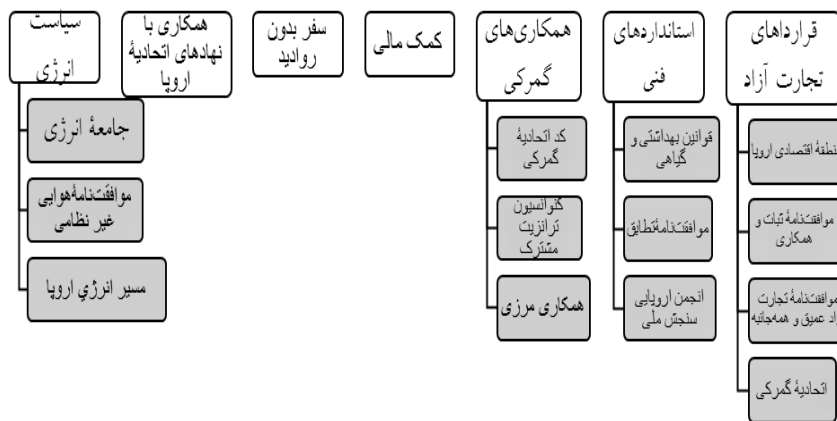 قراردا‌های
تجارت آزاد
نطقهٔ اقتصادی اروپا
موافقت‌نامهٔ ثبات و
همکاری
موافقت‌نامهٔ تجارت
زاد عمیق و همه‌جانبه
اتحادیهٔ گمرکی
استانداردهای
فنی
قوانین بهداشتی و
گیاهی
موافقت‌نامهٔ تطابق
انجمن اروپایی
سنجش ملی
همکاری‌های
گمرکی
کد اتحادیهٔ
گمرکی
کنوانسیون
ترانزیت
مشترک
همکاری مرزی
کمک مالی
سفر بدون
روادید
همکاری با
نهادهای اتحادیهٔ
اروپا
سیاست
انرژی
جامعهٔ انرژی
موافقت‌نامهٔ هوایی
غیر نظامی
مسیر انرژی اروپا